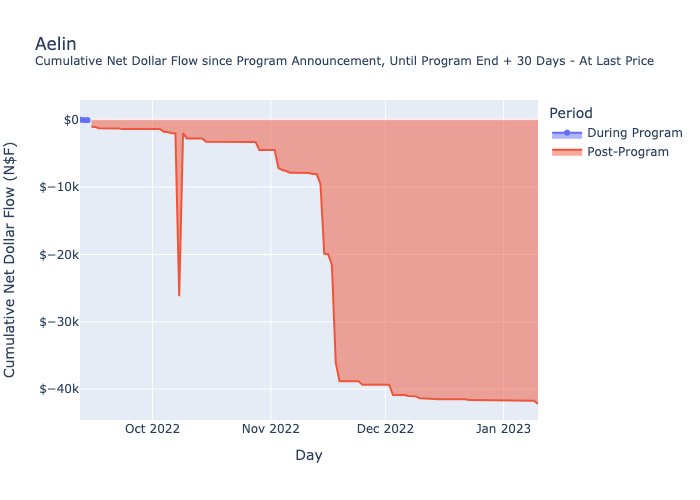 Aelin
Cumulative Net Dollar Flow since Program Announcement, Until Program End + 30 Days - At Last Price
Cumulative Net Dollar Flow (N$F)
$0
$−10k
$−20k
$−30k
$−40k
Oct 2022
Nov 2022
Dec 2022
Jan 2023
Day
Period
During Program
Post-Program